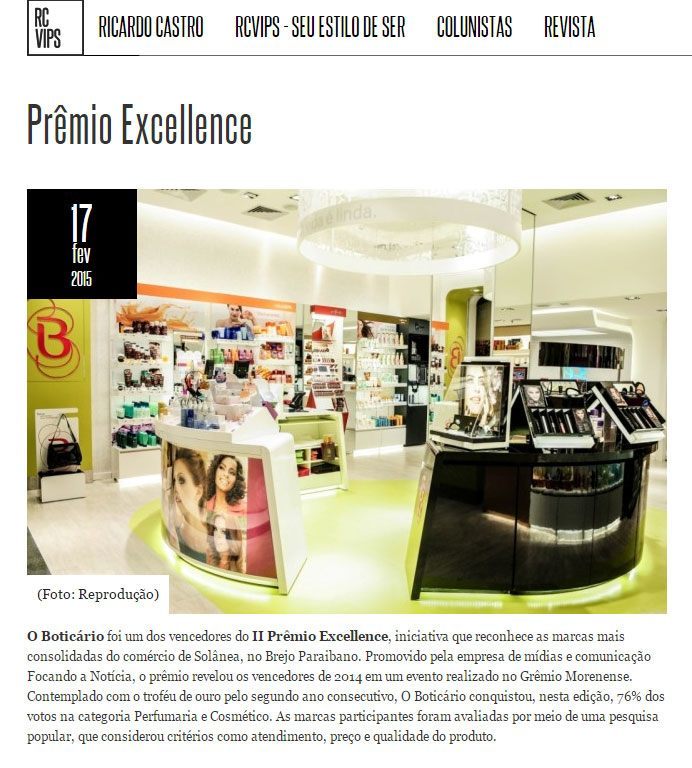 RC
VIPS
RICARDO CASTRO
RCVIPS - SEU ESTILO DE SER
COLUNISTAS
REVISTA
Prêmio Excellence
17
fev
2015
da é linda.
B
(Foto: Reprodução)
O Boticário foi um dos vencedores do II Prêmio Excellence, iniciativa que reconhece as marcas mais
consolidadas do comércio de Solânea, no Brejo Paraibano. Promovido pela empresa de mídias e comunicação
Focando a Notícia, o prêmio revelou os vencedores de 2014 em um evento realizado no Grêmio Morenense.
Contemplado com o troféu de ouro pelo segundo ano consecutivo, O Boticário conquistou, nesta edição, 76% dos
votos na categoria Perfumaria e Cosmético. As marcas participantes foram avaliadas por meio de uma pesquisa
popular, que considerou critérios como atendimento, preço e qualidade do produto.